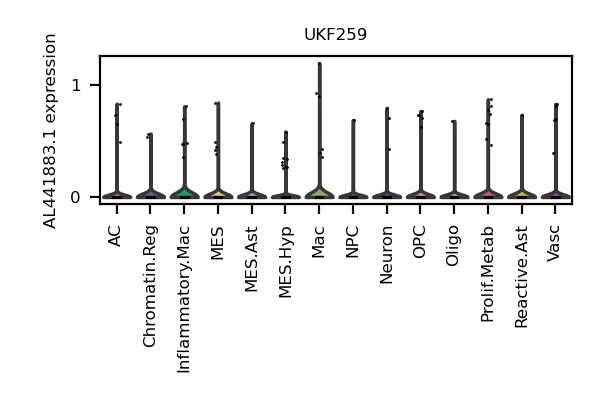 UKF259
AL441883.1 expression
1
0
AC
Chromatin.Reg
Inflammatory.Mac
MES
MES.Ast
MES.Hyp
Mac
NPC
Neuron
OPC
Oligo
Prolif.Metab
Reactive.Ast
Vasc